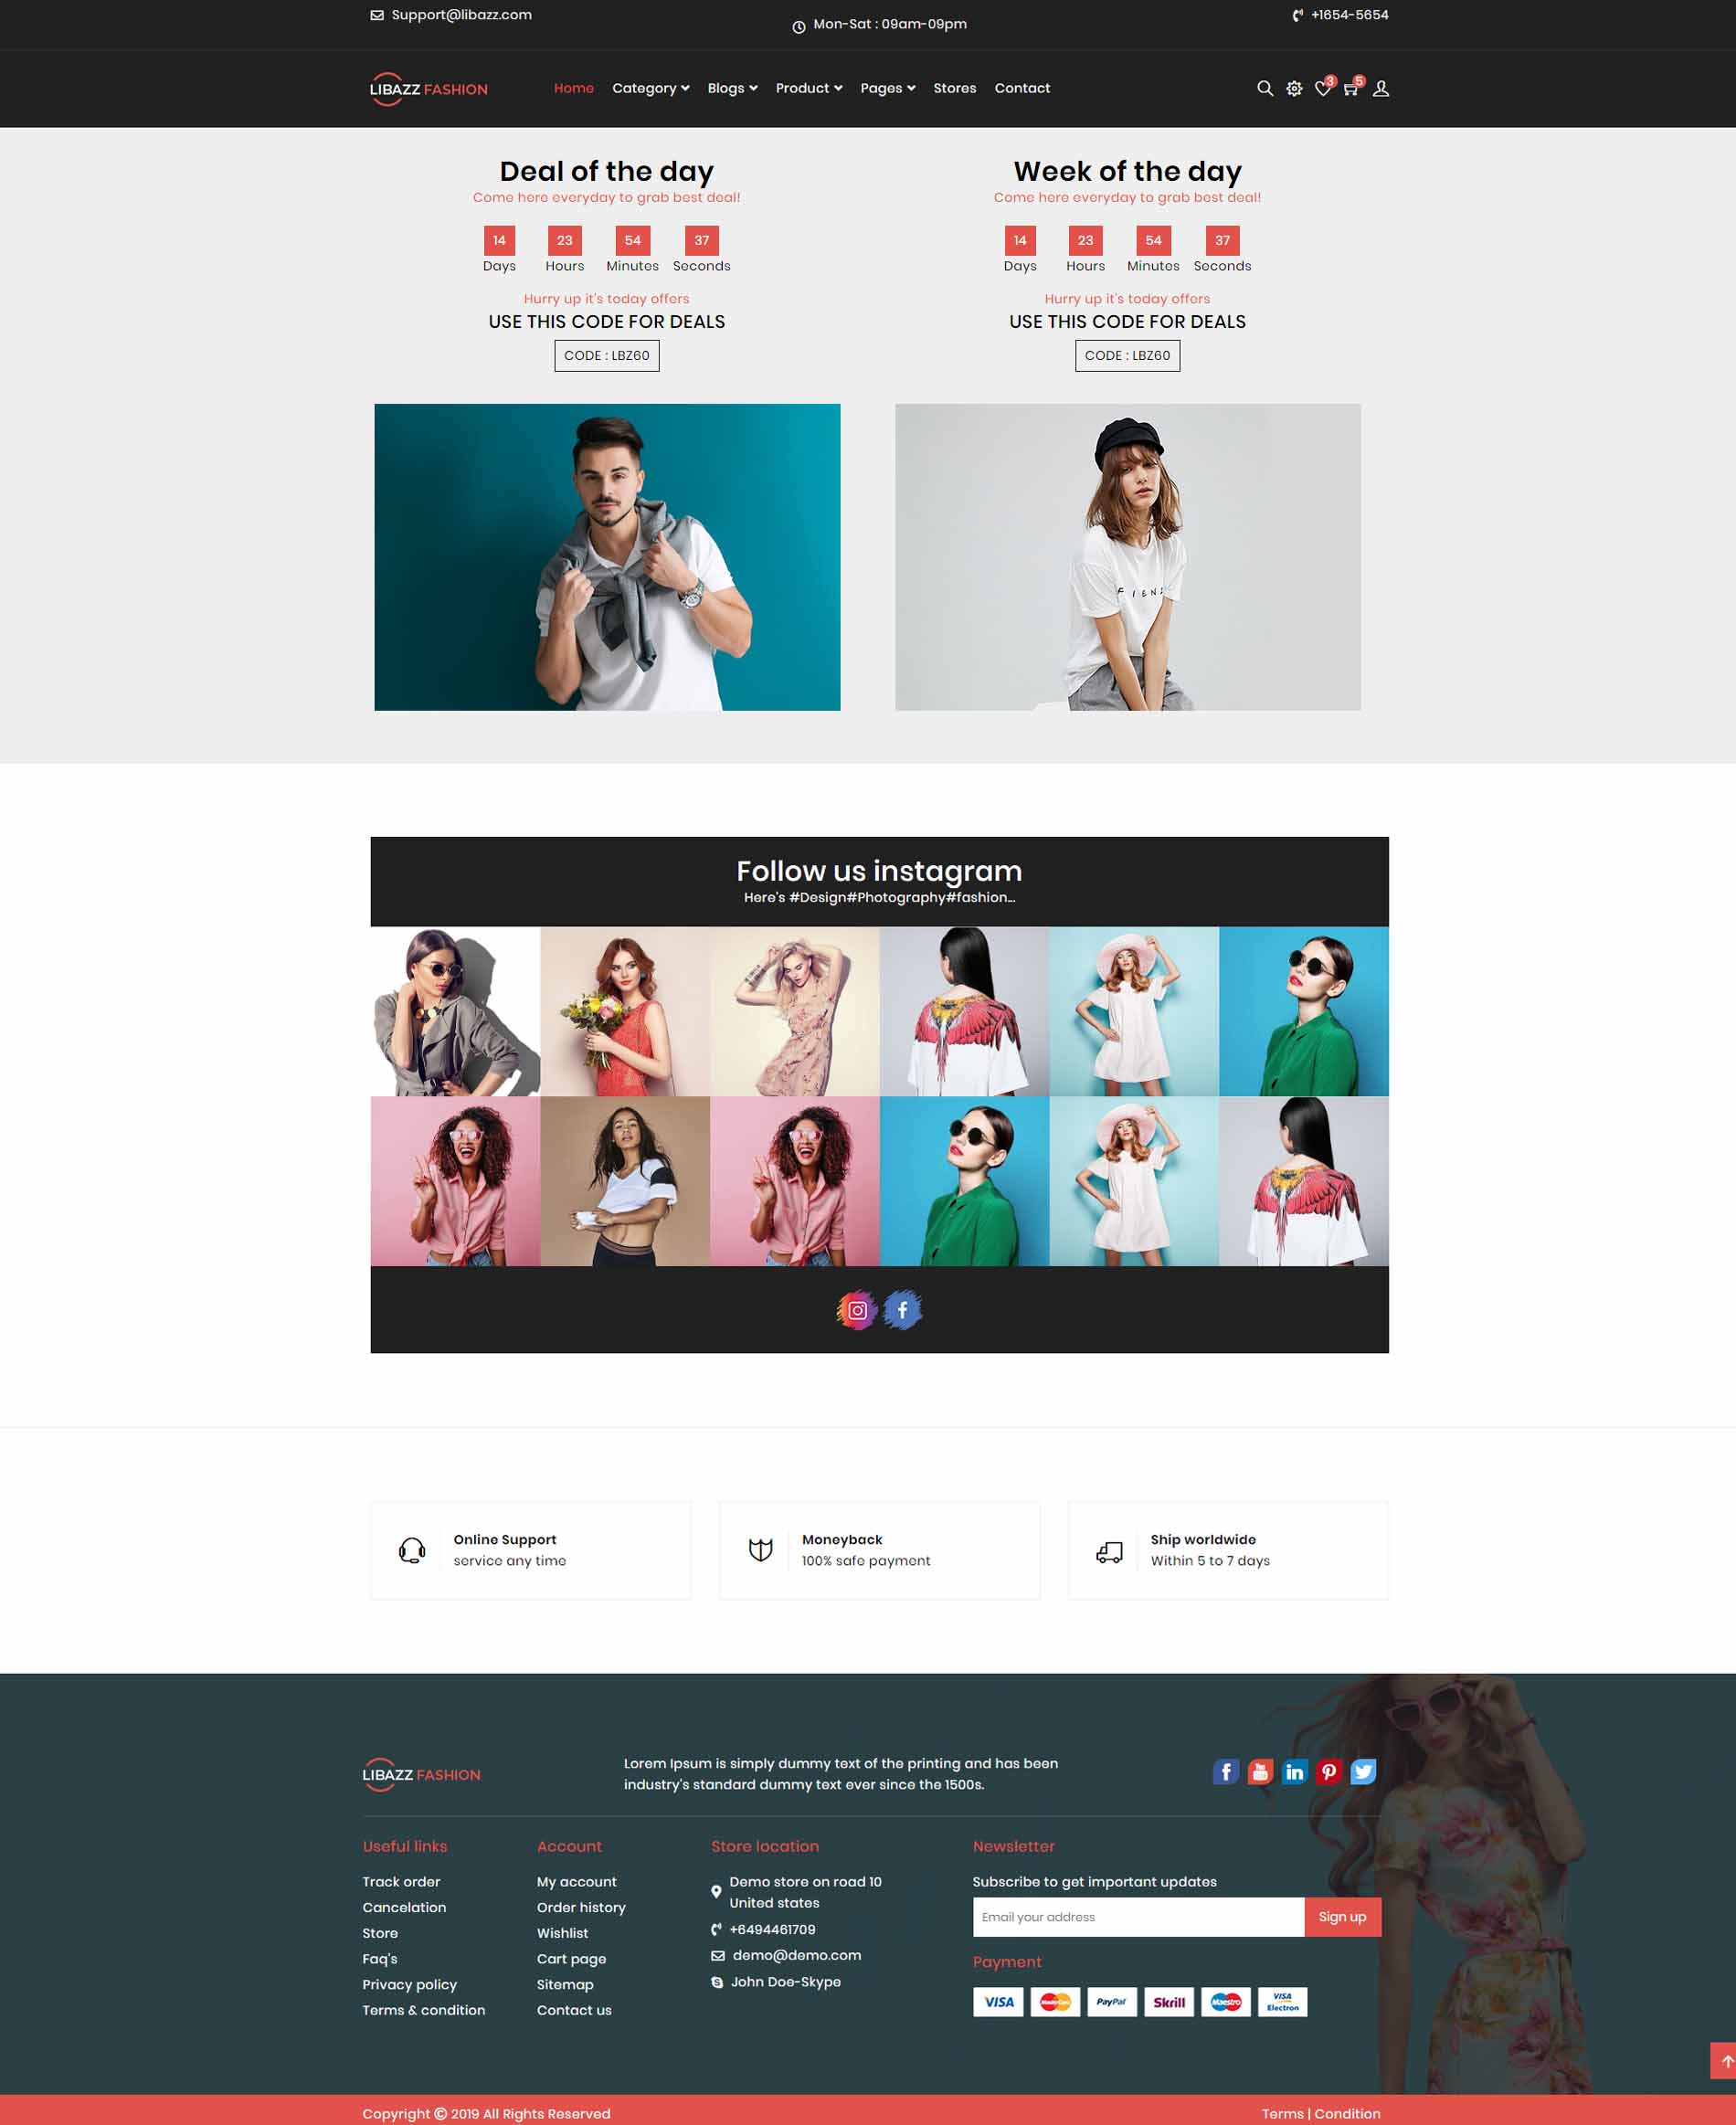 Support@libazz.com
Mon-Sat : 09am-09pm
+1654-5654
LIBAZZ FASHION
Home Category Blogs Product Pages Stores Contact
3 5
Deal of the day
Come here everyday to grab best deal!
14 23 54 37
Days Hours Minutes Seconds
Hurry up it's today offers
USE THIS CODE FOR DEALS
CODE : LBZ60
Week of the day
Come here everyday to grab best deal!
14 23 54 37
Days Hours Minutes Seconds
Hurry up it's today offers
USE THIS CODE FOR DEALS
CODE : LBZ60
Follow us instagram
Here's #Design#Photography#fashion...
Online Support
service any time
Moneyback
100% safe payment
Ship worldwide
Within 5 to 7 days
LIBAZZ FASHION
Lorem Ipsum is simply dummy text of the printing and has been
industry's standard dummy text ever since the 1500s.
Useful links
Track order
Cancelation
Store
Faq's
Privacy policy
Terms & condition
Account
My account
Order history
Wishlist
Cart page
Sitemap
Contact us
Store location
Demo store on road 10
United states
+6494461709
demo@demo.com
John Doe-Skype
Newsletter
Subscribe to get important updates
Email your address
Sign up
Payment
VISA MasterCard PayPal Skrill Maestro VISA Electron
Copyright © 2019 All Rights Reserved
Terms | Condition